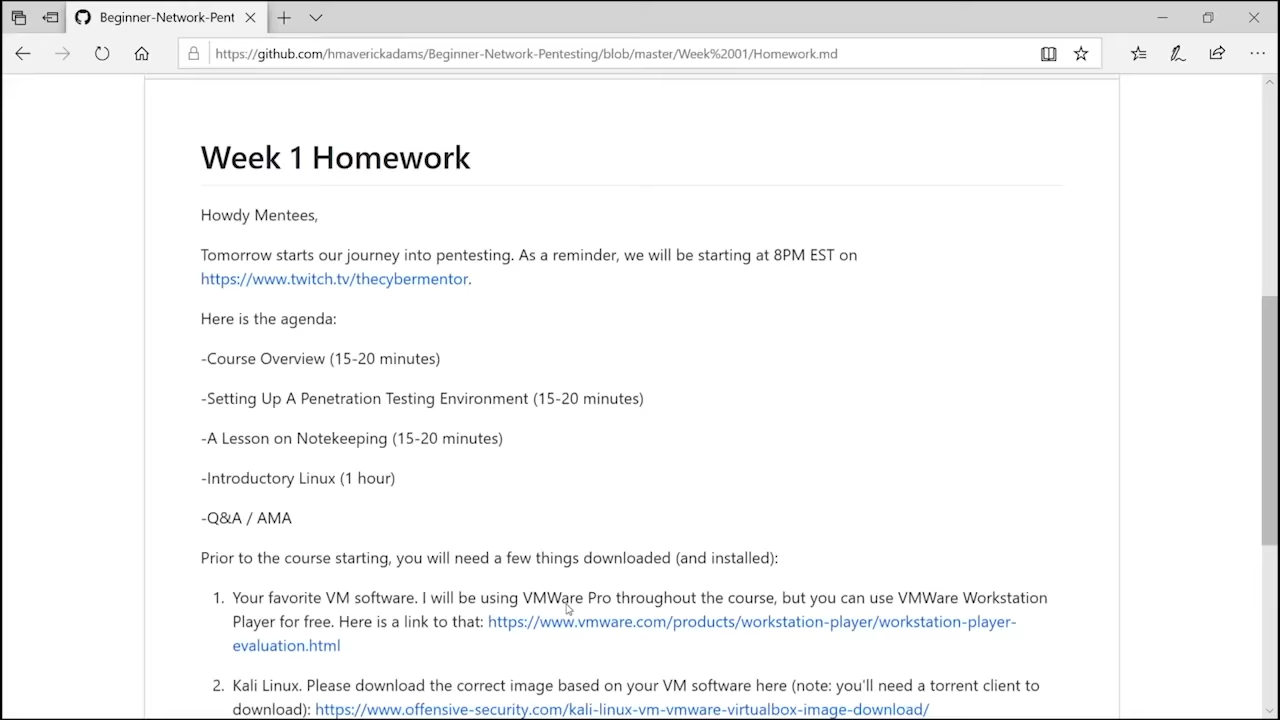 Beginner-Network-Pent
https://github.com/hmaverickadams/Beginner-Network-Pentesting/blob/master/Week%2001/Homework.md
Week 1 Homework
Howdy Mentees,
Tomorrow starts our journey into pentesting. As a reminder, we will be starting at 8PM EST on
https://www.twitch.tv/thecybermentor.
Here is the agenda:
-Course Overview (15-20 minutes)
-Setting Up A Penetration Testing Environment (15-20 minutes)
-A Lesson on Notekeeping (15-20 minutes)
-Introductory Linux (1 hour)
-Q&A / AMA
Prior to the course starting, you will need a few things downloaded (and installed):
1. Your favorite VM software. I will be using VMWare Pro throughout the course, but you can use VMWare Workstation
Player for free. Here is a link to that: https://www.vmware.com/products/workstation-player/workstation-player-
evaluation.html
2. Kali Linux. Please download the correct image based on your VM software here (note: you'll need a torrent client to
download): https://www.offensive-security.com/kali-linux-vm-vmware-virtualbox-image-download/